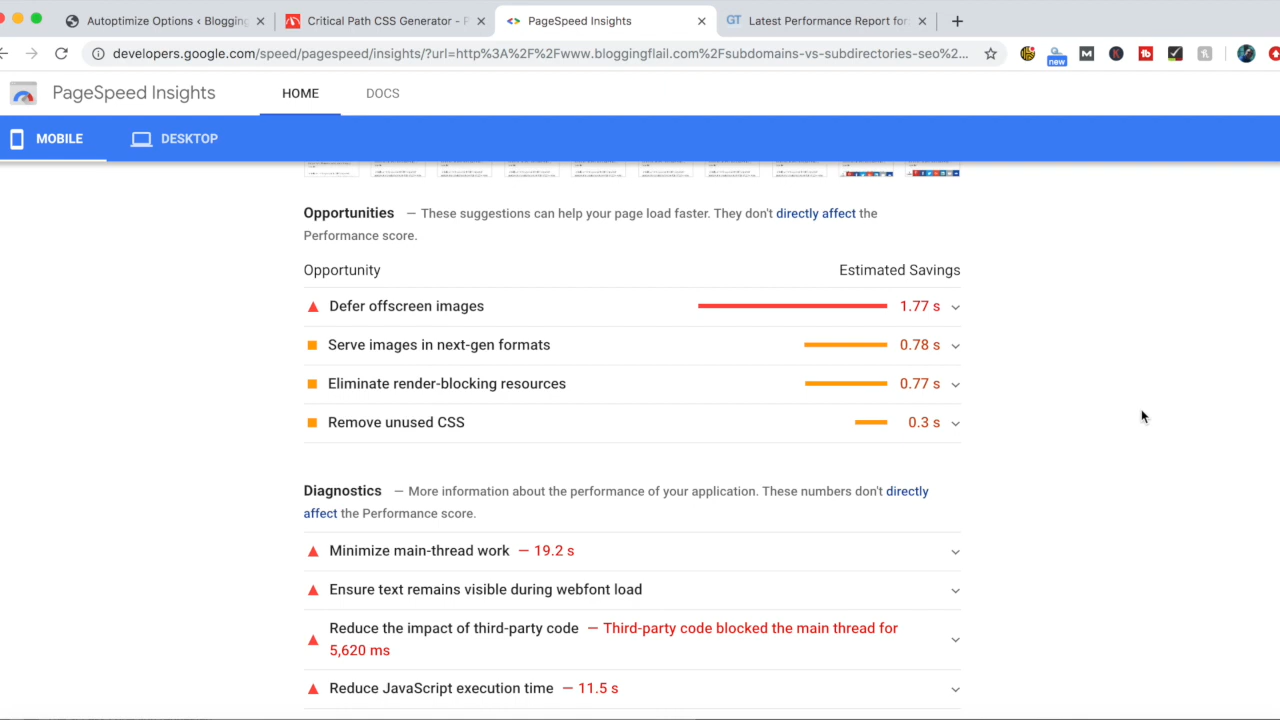 Autoptimize Options ‹ Blogging
Critical Path CSS Generator -
PageSpeed Insights
GT Latest Performance Report for
developers.google.com/speed/pagespeed/insights/?url=http%3A%2F%2Fwww.bloggingflail.com%2Fsubdomains-vs-subdirectories-seo%2...
new
PageSpeed Insights HOME DOCS
MOBILE DESKTOP
Opportunities — These suggestions can help your page load faster. They don't directly affect the
Performance score.
Opportunity Estimated Savings
Defer offscreen images 1.77 s
Serve images in next-gen formats 0.78 s
Eliminate render-blocking resources 0.77 s
Remove unused CSS 0.3 s
Diagnostics — More information about the performance of your application. These numbers don't directly
affect the Performance score.
Minimize main-thread work — 19.2 s
Ensure text remains visible during webfont load
Reduce the impact of third-party code — Third-party code blocked the main thread for
5,620 ms
Reduce JavaScript execution time — 11.5 s